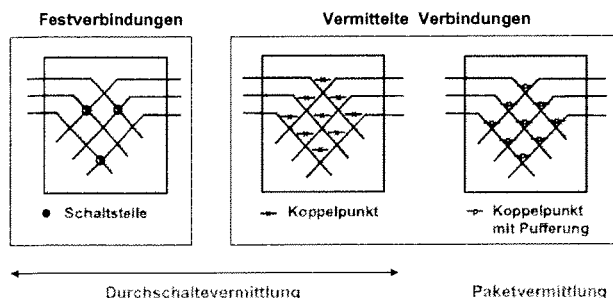 Festverbindungen
Vermittelte Verbindungen
Schaltstelle
Koppelpunkt
Koppelpunkt
mit Pufferung
Durchschaltevermittlung
Paketvermittlung